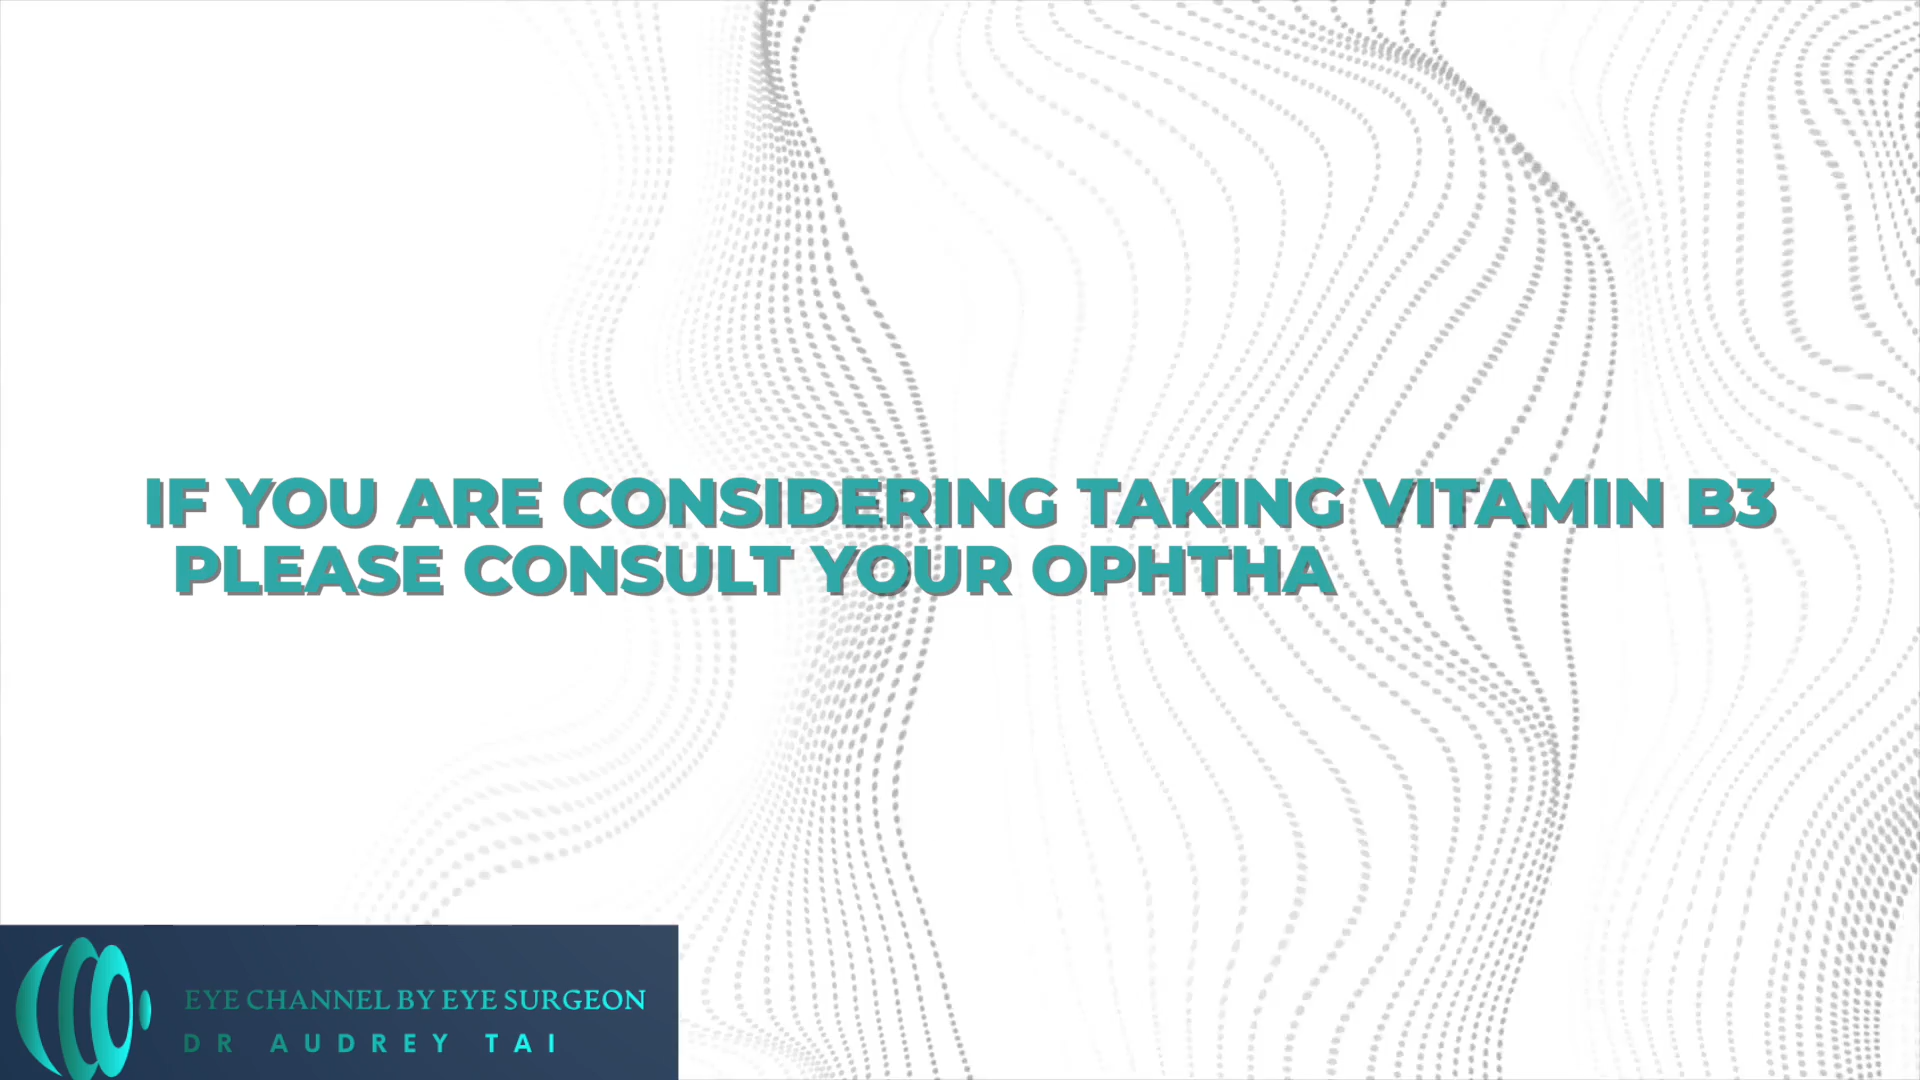 IF YOU ARE CONSIDERING TAKING VITAMIN B3
PLEASE CONSULT YOUR OPHTHA
EYE CHANNEL BY EYE SURGEON
DR AUDREY TAI